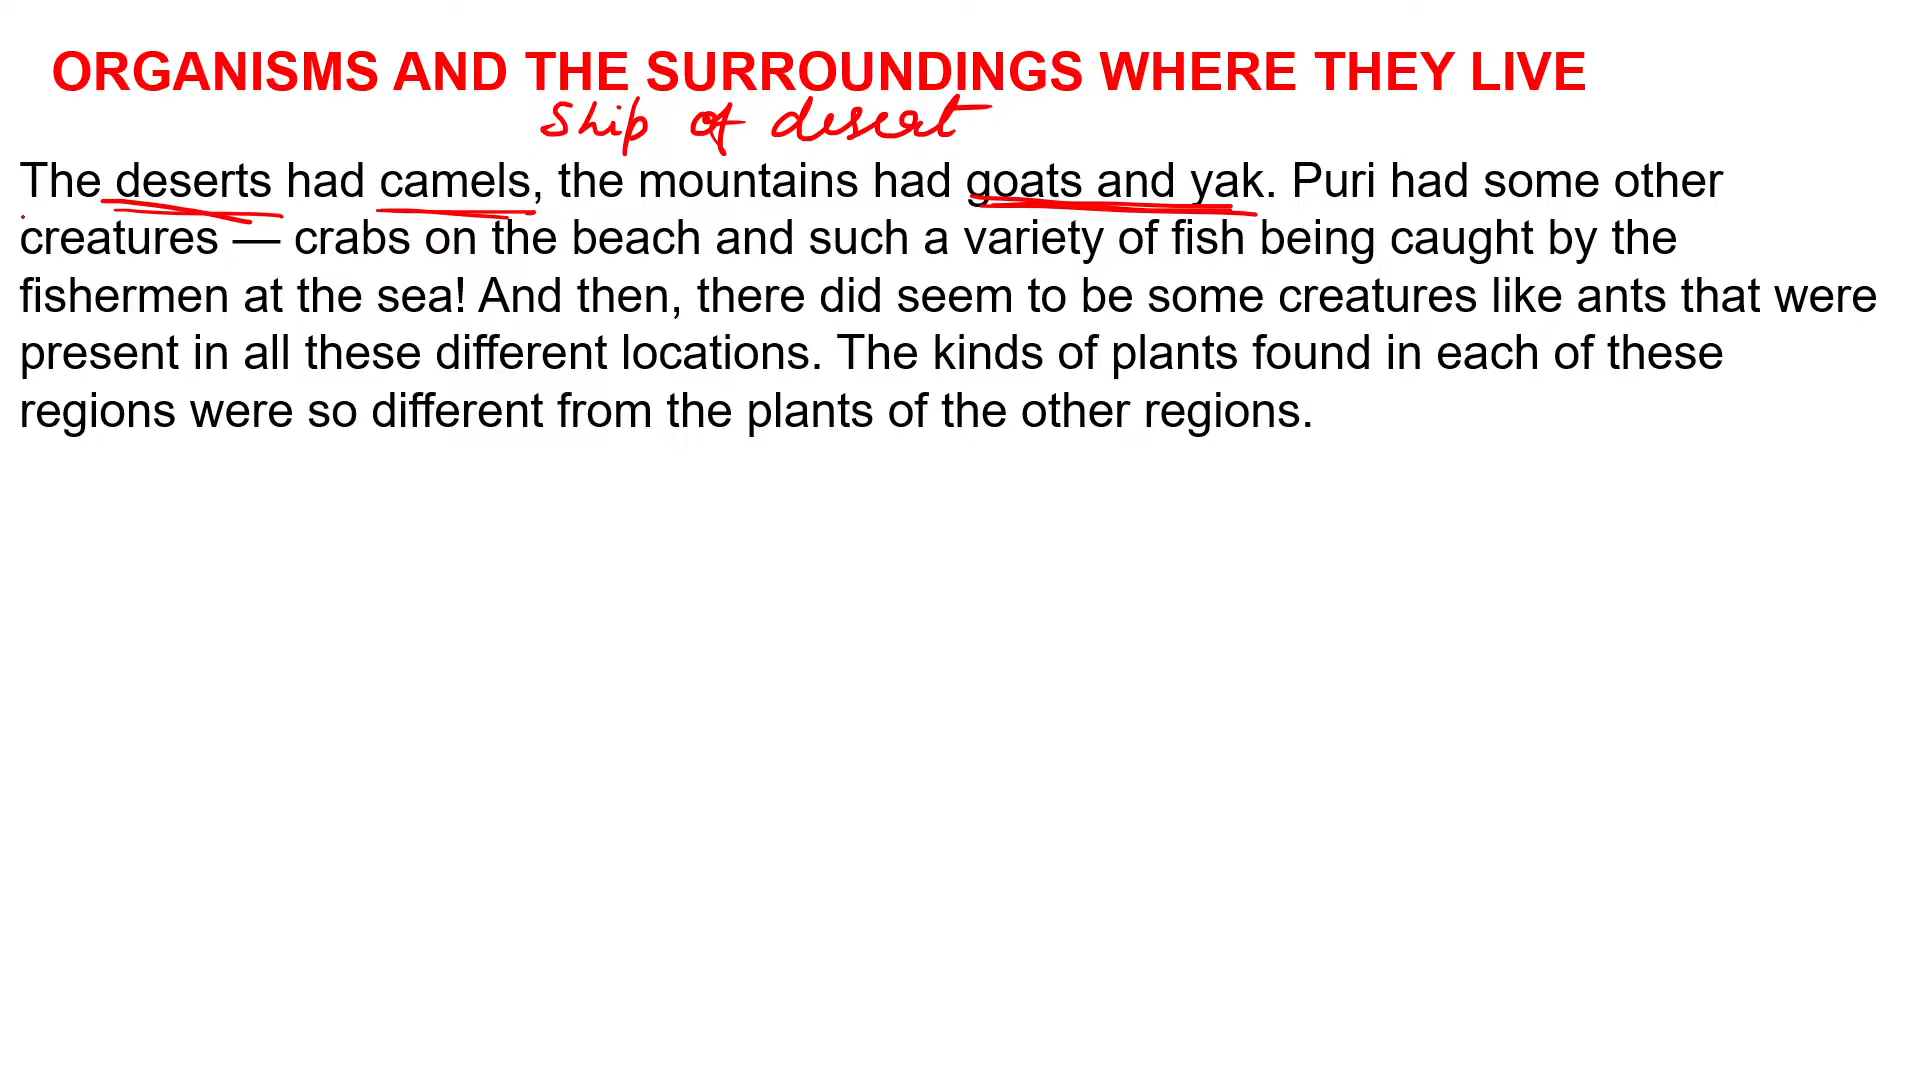 ORGANISMS AND THE SURROUNDINGS WHERE THEY LIVE
Ship of desert
The deserts had camels, the mountains had goats and yak. Puri had some other
creatures — crabs on the beach and such a variety of fish being caught by the
fishermen at the sea! And then, there did seem to be some creatures like ants that were
present in all these different locations. The kinds of plants found in each of these
regions were so different from the plants of the other regions.